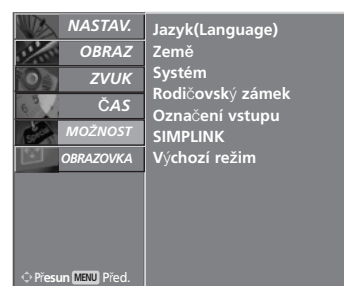 NASTAV.
OBRAZ
ZVUK
ČAS
MOŽNOST
OBRAZOVKA
Jazyk(Language)
Země
Systém
Rodičovský zámek
Označení vstupu
SIMPLINK
Výchozí režim
Přesun MENU Před.